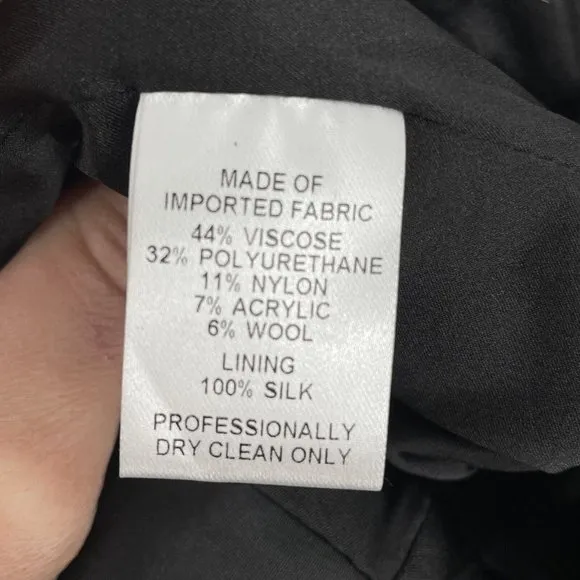 MADE OF
IMPORTED FABRIC
44% VISCOSE
32% POLYURETHANE
11% NYLON
7% ACRYLIC
6% WOOL
LINING
100% SILK
PROFESSIONALLY
DRY CLEAN ONLY